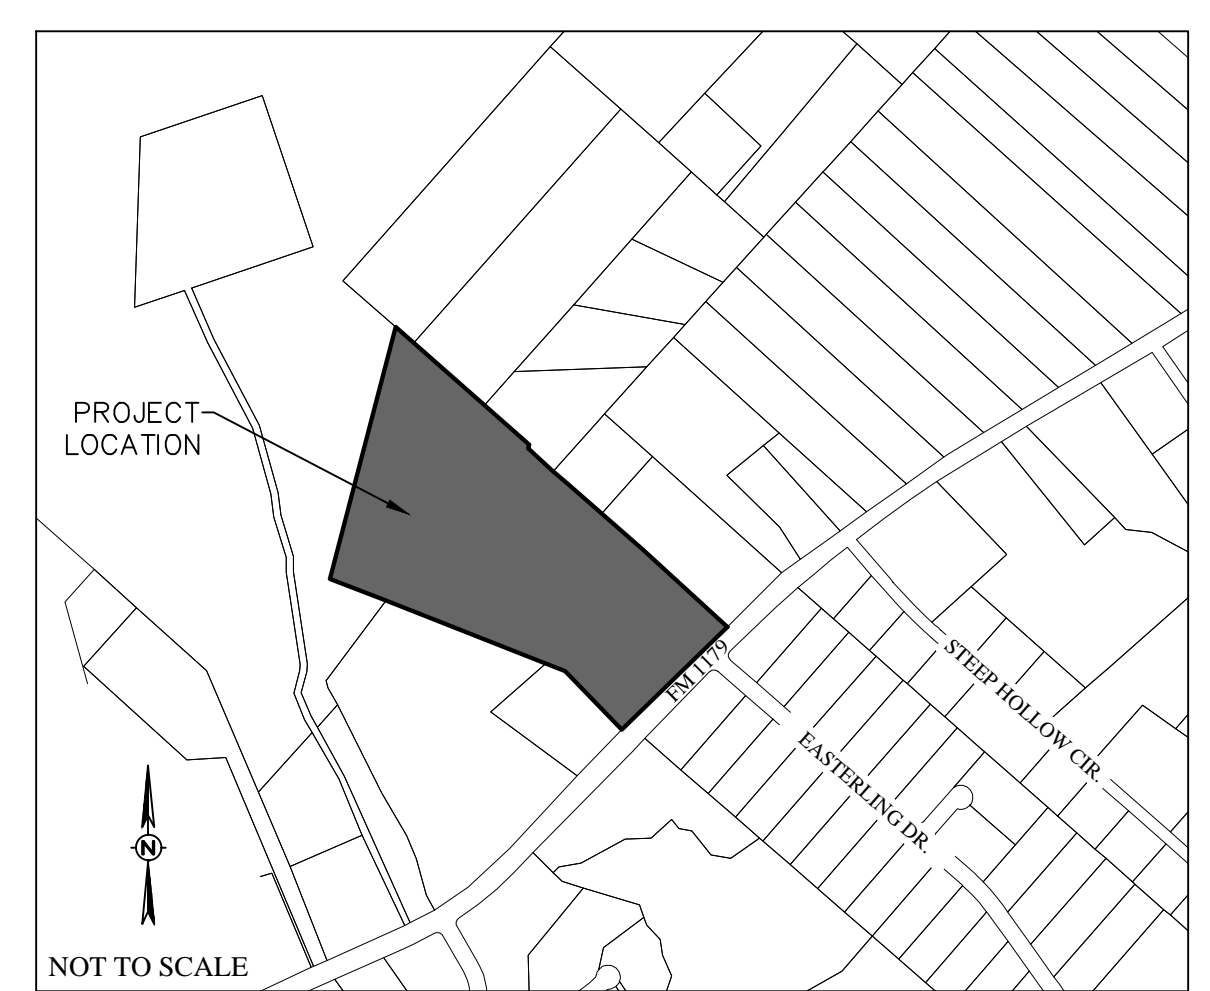 PROJECT
LOCATION
FM 1179
STEEP HOLLOW CIR.
EASTERLING DR.
N
NOT TO SCALE